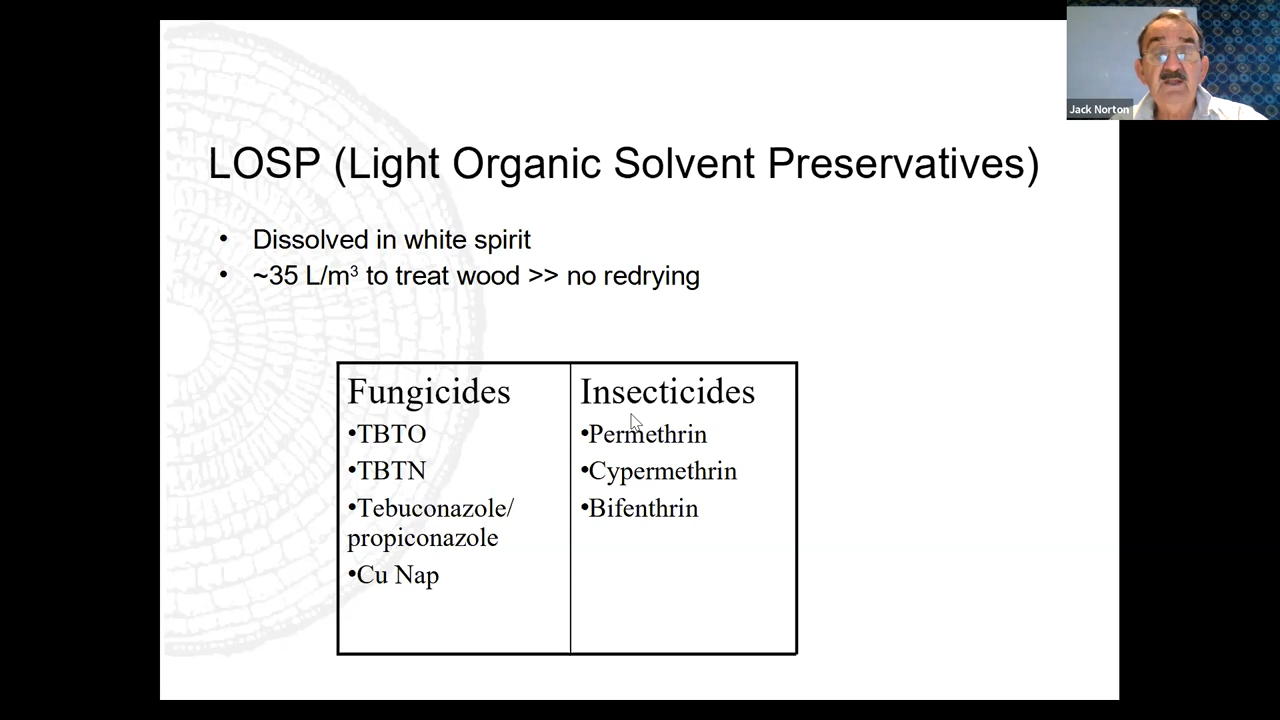 Jack Norton
LOSP (Light Organic Solvent Preservatives)
• Dissolved in white spirit
• ~35 L/m³ to treat wood >> no redrying
Fungicides
•TBTO
•TBTN
•Tebuconazole/
propiconazole
•Cu Nap
Insecticides
•Permethrin
•Cypermethrin
•Bifenthrin